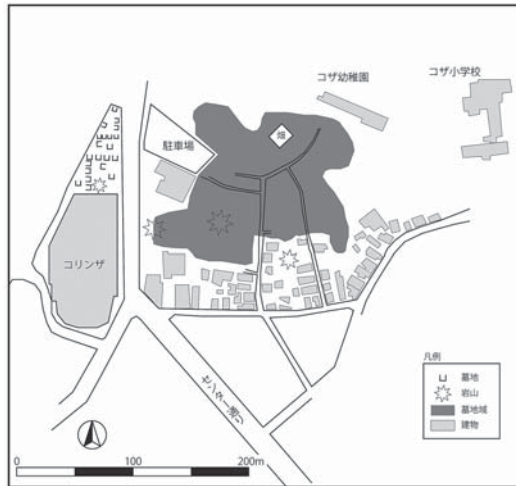 コザ幼稚園
コザ小学校
駐車場
畑
コリンザ
センター通り
凡例
墓地
岩山
墓地域
建物
0
100
200m